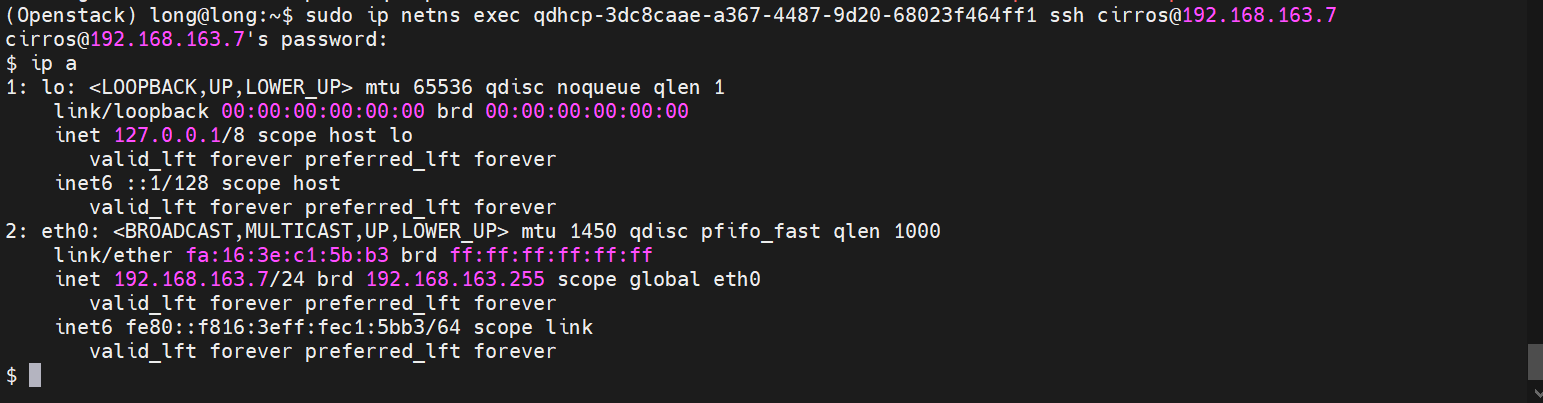 (Openstack) long@long:~$ sudo ip netns exec qdhcp-3dc8caae-a367-4487-9d20-68023f464ff1 ssh cirros@192.168.163.7
cirros@192.168.163.7's password:
$ ip a
1: lo: <LOOPBACK,UP,LOWER_UP> mtu 65536 qdisc noqueue qlen 1
    link/loopback 00:00:00:00:00:00 brd 00:00:00:00:00:00
    inet 127.0.0.1/8 scope host lo
       valid_lft forever preferred_lft forever
    inet6 ::1/128 scope host
       valid_lft forever preferred_lft forever
2: eth0: <BROADCAST,MULTICAST,UP,LOWER_UP> mtu 1450 qdisc pfifo_fast qlen 1000
    link/ether fa:16:3e:c1:5b:b3 brd ff:ff:ff:ff:ff:ff
    inet 192.168.163.7/24 brd 192.168.163.255 scope global eth0
       valid_lft forever preferred_lft forever
    inet6 fe80::f816:3eff:fec1:5bb3/64 scope link
       valid_lft forever preferred_lft forever
$